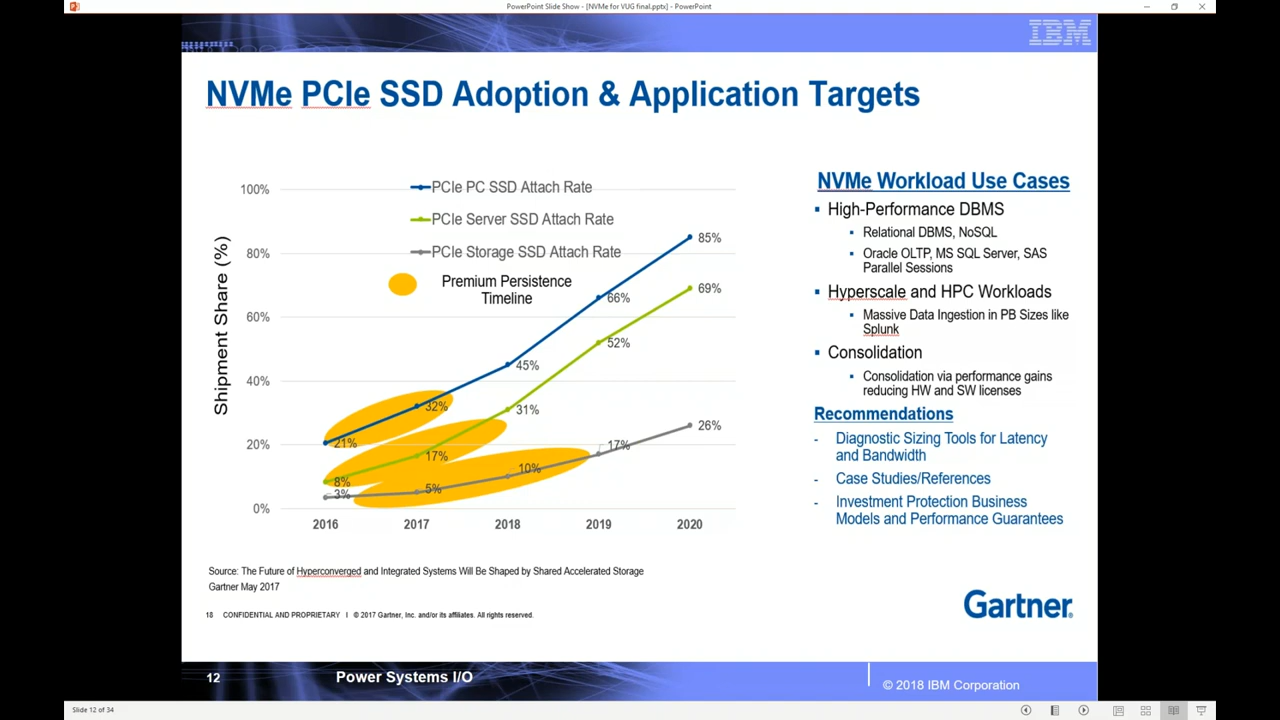 PowerPoint Slide Show - [NVMe for VUG final.pptx] - PowerPoint
IBM
NVMe PCIe SSD Adoption & Application Targets
100%
80%
60%
40%
20%
0%
Shipment Share (%)
PCIe PC SSD Attach Rate
PCIe Server SSD Attach Rate
PCIe Storage SSD Attach Rate
Premium Persistence
Timeline
21%
32%
45%
66%
85%
8%
17%
31%
52%
69%
3%
5%
10%
17%
26%
2016
2017
2018
2019
2020
NVMe Workload Use Cases
▪ High-Performance DBMS
▪ Relational DBMS, NoSQL
▪ Oracle OLTP, MS SQL Server, SAS
Parallel Sessions
▪ Hyperscale and HPC Workloads
▪ Massive Data Ingestion in PB Sizes like
Splunk
▪ Consolidation
▪ Consolidation via performance gains
reducing HW and SW licenses
Recommendations
- Diagnostic Sizing Tools for Latency
and Bandwidth
- Case Studies/References
- Investment Protection Business
Models and Performance Guarantees
Source: The Future of Hyperconverged and Integrated Systems Will Be Shaped by Shared Accelerated Storage
Gartner May 2017
18 CONFIDENTIAL AND PROPRIETARY I © 2017 Gartner, Inc. and/or its affiliates. All rights reserved.
Gartner®
12
Power Systems I/O
© 2018 IBM Corporation
Slide 12 of 34